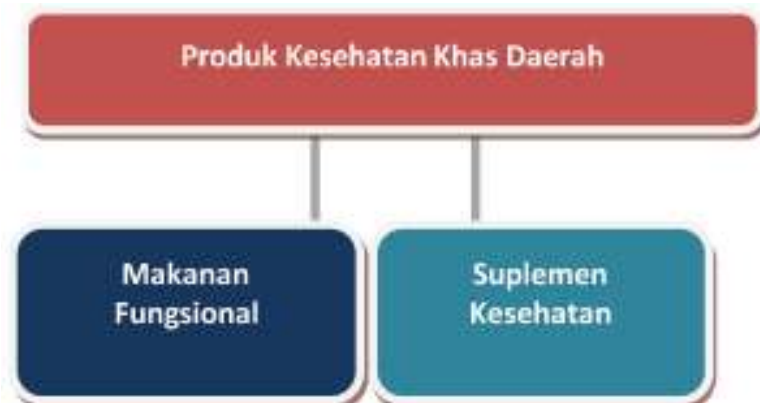 Produk Kesehatan Khas Daerah
Makanan
Fungsional
Suplemen
Kesehatan